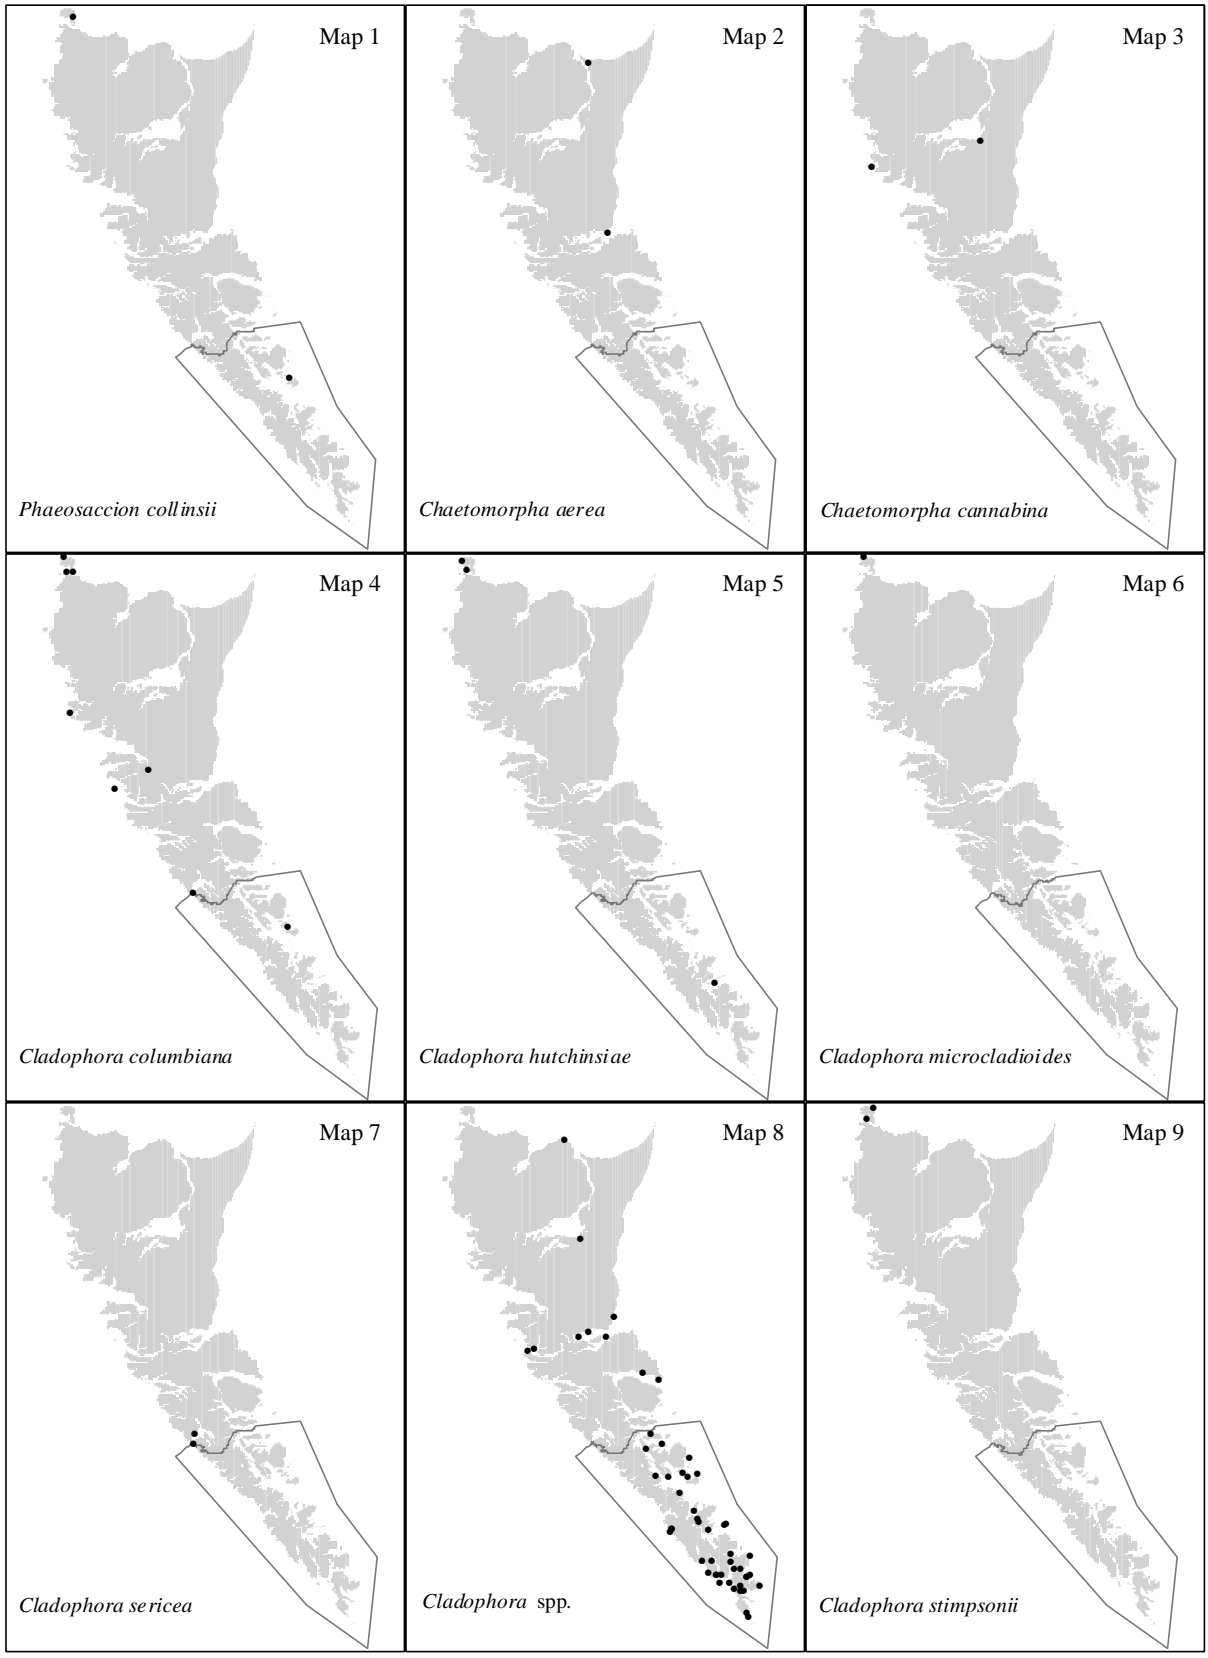 Map 1
Phaeosaccion collinsii
Map 2
Chaetomorpha aerea
Map 3
Chaetomorpha cannabina
Map 4
Cladophora columbiana
Map 5
Cladophora hutchinsiae
Map 6
Cladophora microcladioides
Map 7
Cladophora sericea
Map 8
Cladophora spp.
Map 9
Cladophora stimpsonii